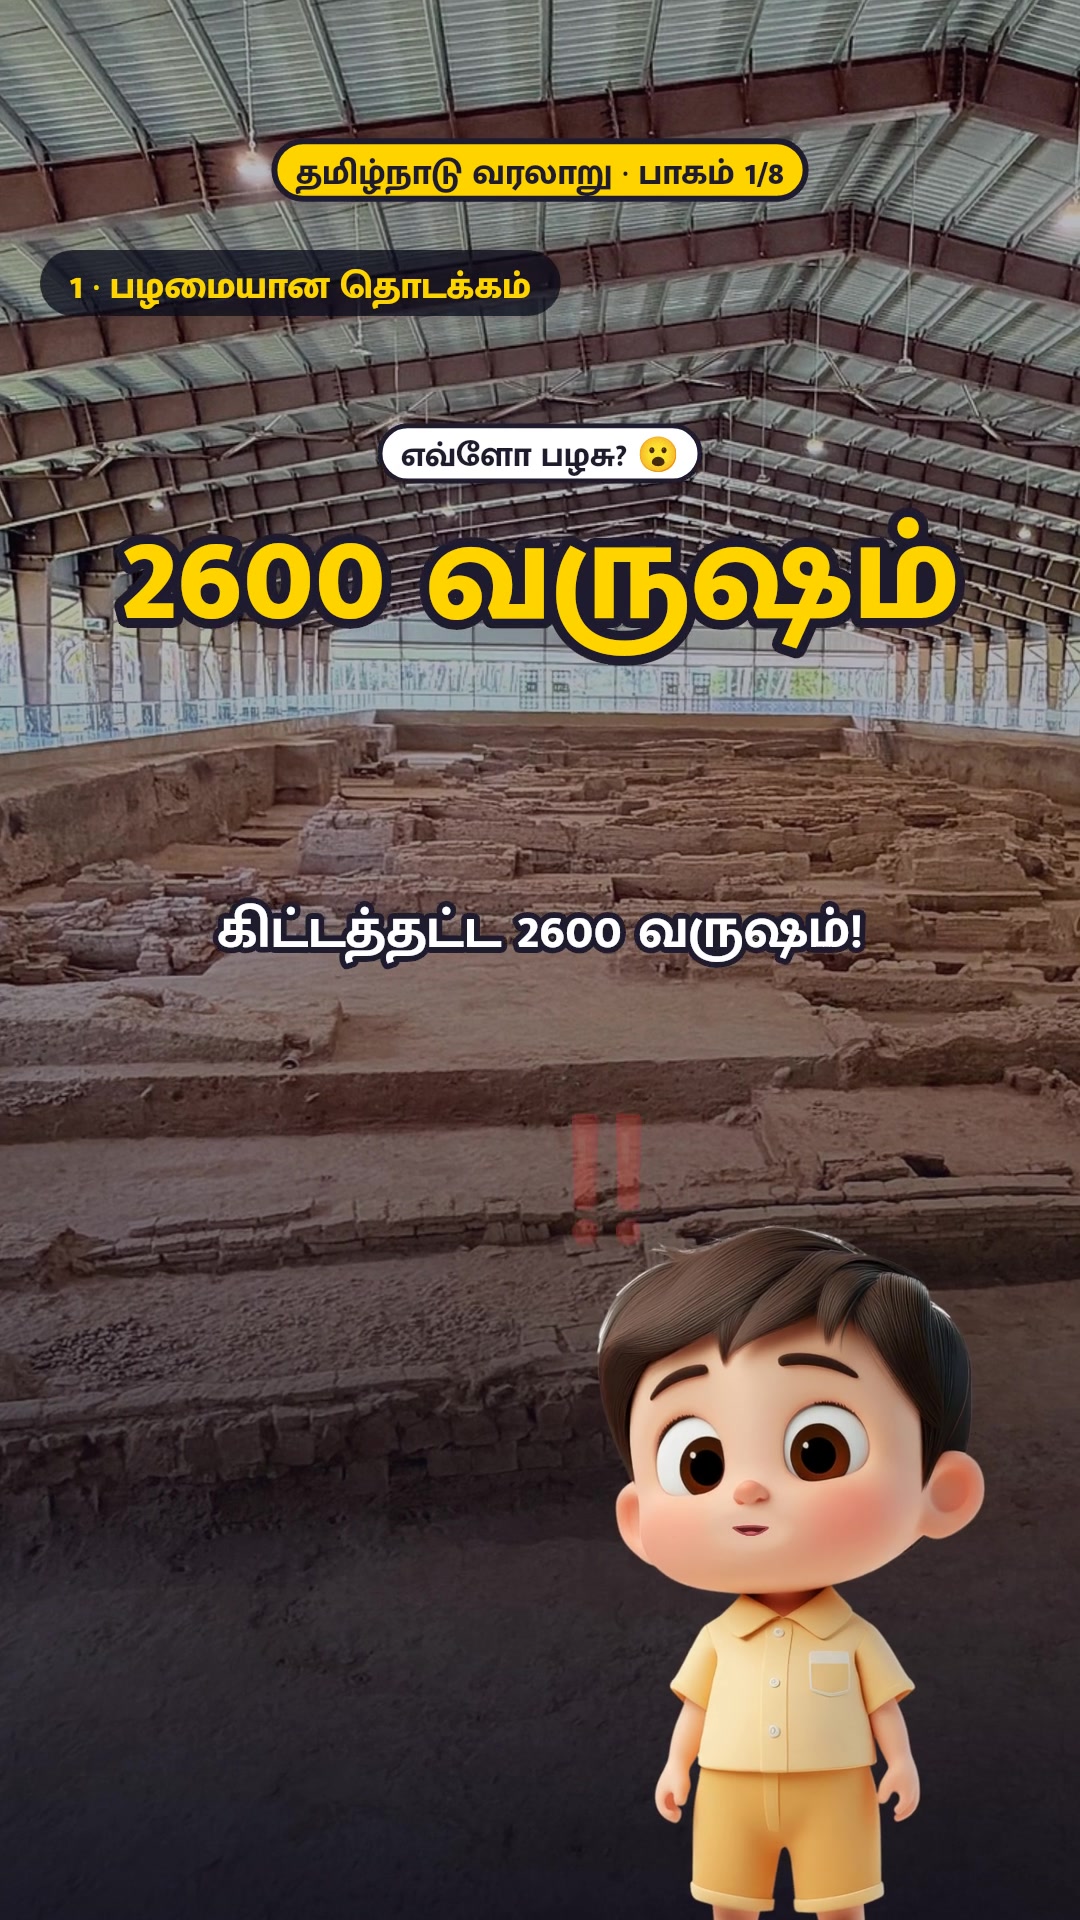 தமிழ்நாடு வரலாறு · பாகம் 1/8
1 · பழமையான தொடக்கம்
எவ்ளோ பழசு? 😮
2600 வருஷம்
கிட்டத்தட்ட 2600 வருஷம்!
‼